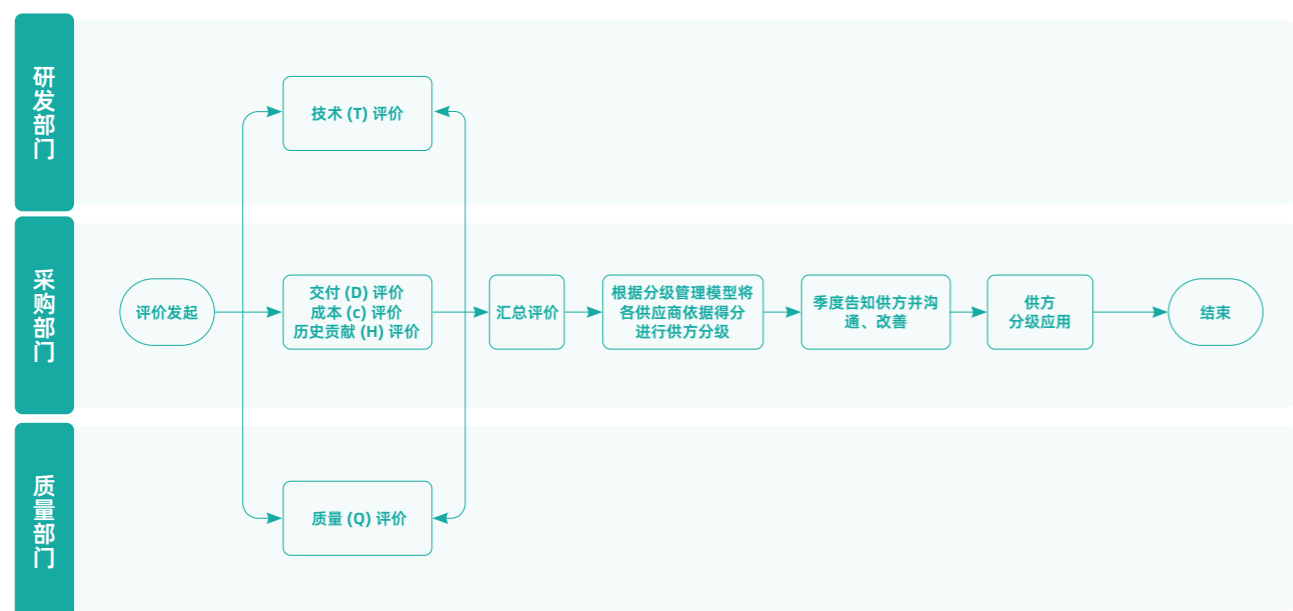 研发部门
技术 (T) 评价
采购部门
评价发起
交付 (D) 评价
成本 (c) 评价
历史贡献 (H) 评价
汇总评价
根据分级管理模型将
各供应商依据得分
进行供方分级
季度告知供方并沟
通、改善
供方
分级应用
结束
质量部门
质量 (Q) 评价